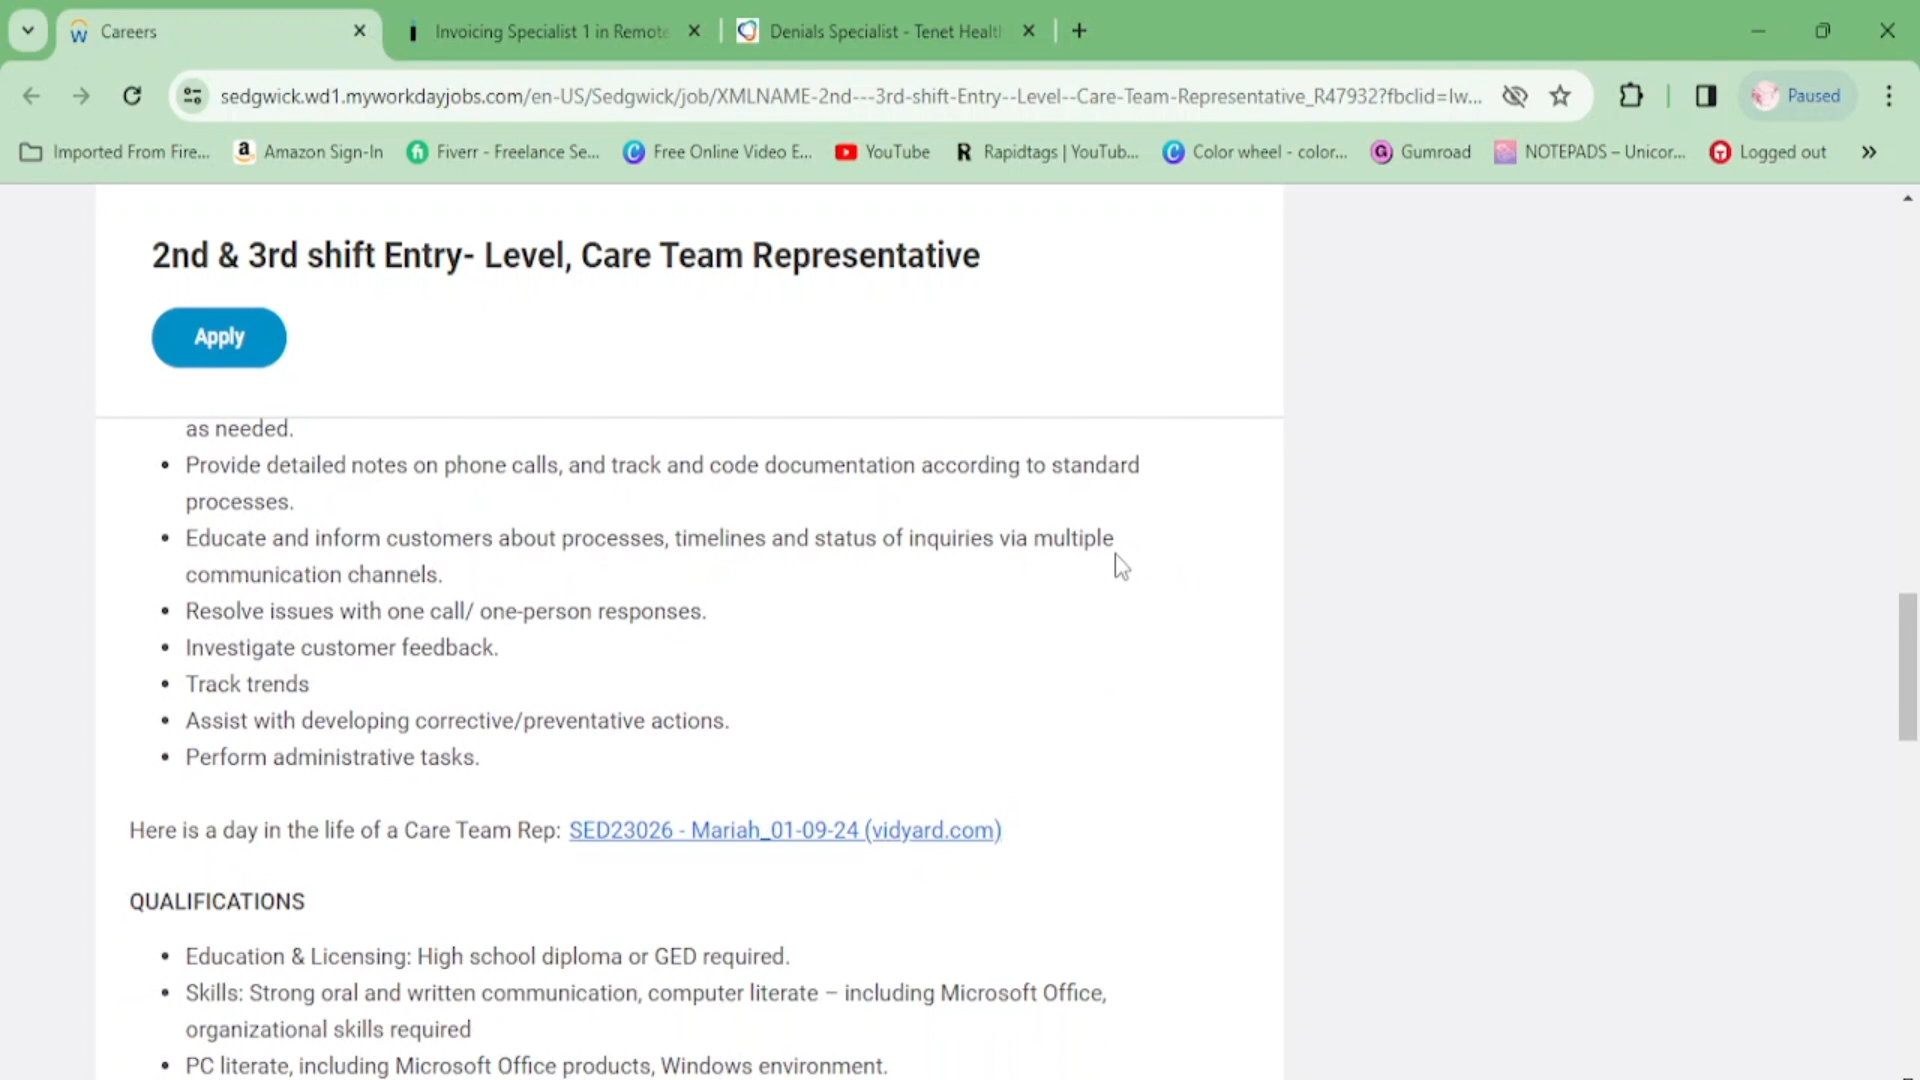 Careers
Invoicing Specialist 1 in Remote
Denials Specialist - Tenet Healt
sedgwick.wd1.myworkdayjobs.com/en-US/Sedgwick/job/XMLNAME-2nd---3rd-shift-Entry--Level--Care-Team-Representative_R47932?fbclid=Iw...
Paused
Imported From Fire...
Amazon Sign-In
Fiverr - Freelance Se...
Free Online Video E...
YouTube
Rapidtags | YouTub...
Color wheel - color...
Gumroad
NOTEPADS – Unicor...
Logged out
2nd & 3rd shift Entry- Level, Care Team Representative
Apply
as needed.
• Provide detailed notes on phone calls, and track and code documentation according to standard
processes.
• Educate and inform customers about processes, timelines and status of inquiries via multiple
communication channels.
• Resolve issues with one call/ one-person responses.
• Investigate customer feedback.
• Track trends
• Assist with developing corrective/preventative actions.
• Perform administrative tasks.
Here is a day in the life of a Care Team Rep: SED23026 - Mariah_01-09-24 (vidyard.com)
QUALIFICATIONS
• Education & Licensing: High school diploma or GED required.
• Skills: Strong oral and written communication, computer literate – including Microsoft Office,
organizational skills required
• PC literate, including Microsoft Office products, Windows environment.